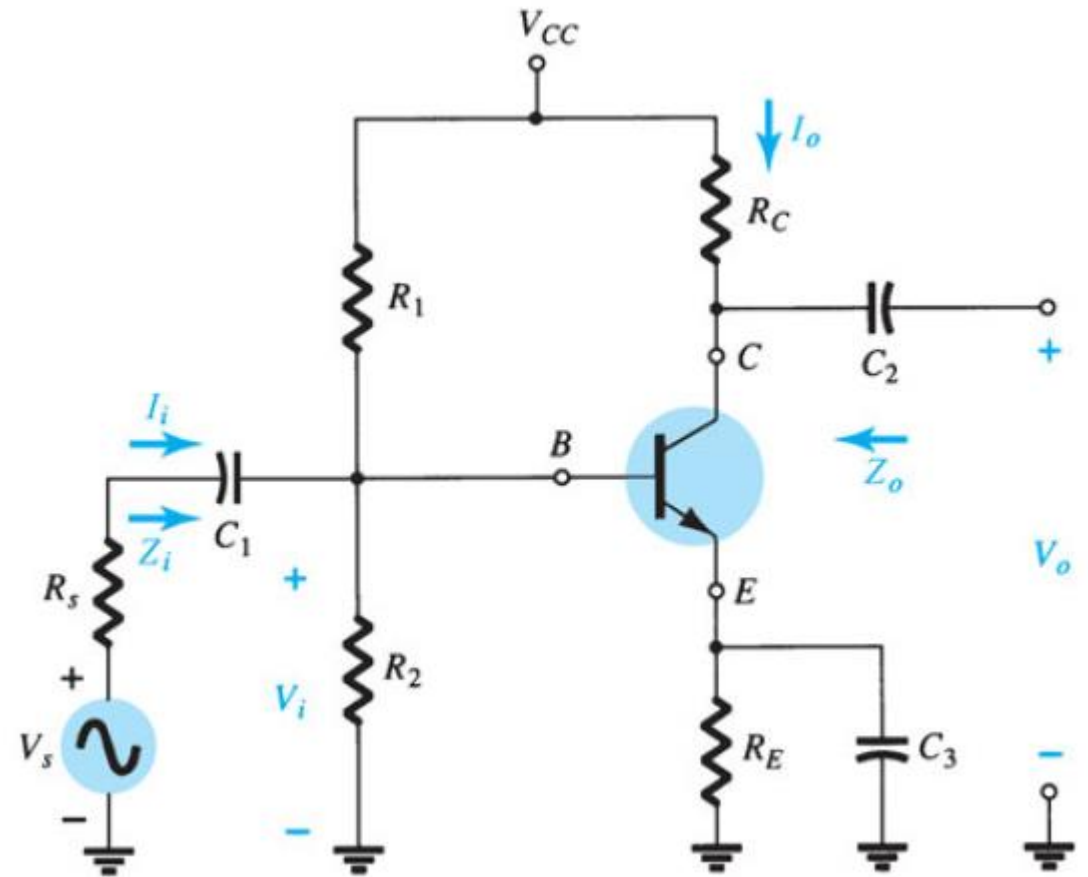 V_CC
I_o
R_C
R_1
C
C_2
+
I_i
B
Z_o
Z_i
C_1
+
V_o
R_s
E
+
R_2
V_i
V_s
R_E
C_3
−
−
−